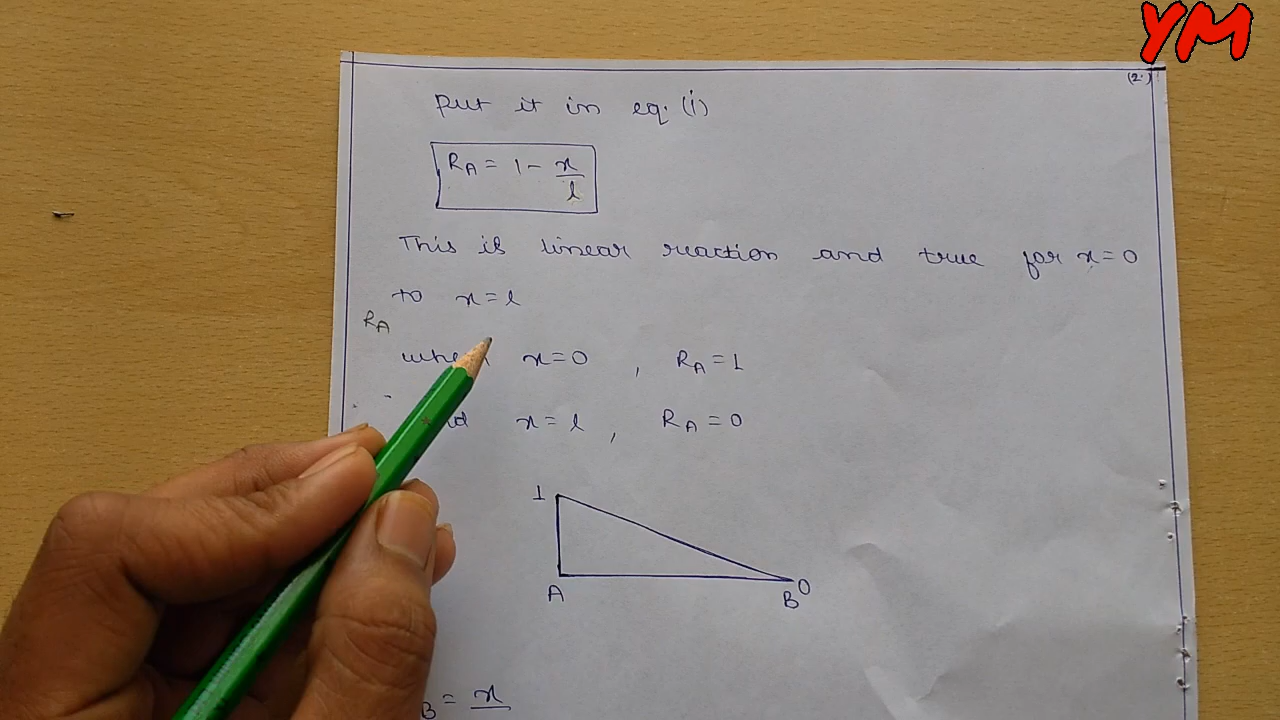 YM
(2.)
Put it in eq. (i)
RA = 1 - x/l
This is linear reaction and true for x=0
to x=l
RA
when x=0 , RA=1
x=l , RA=0
1
A B 0
B = x